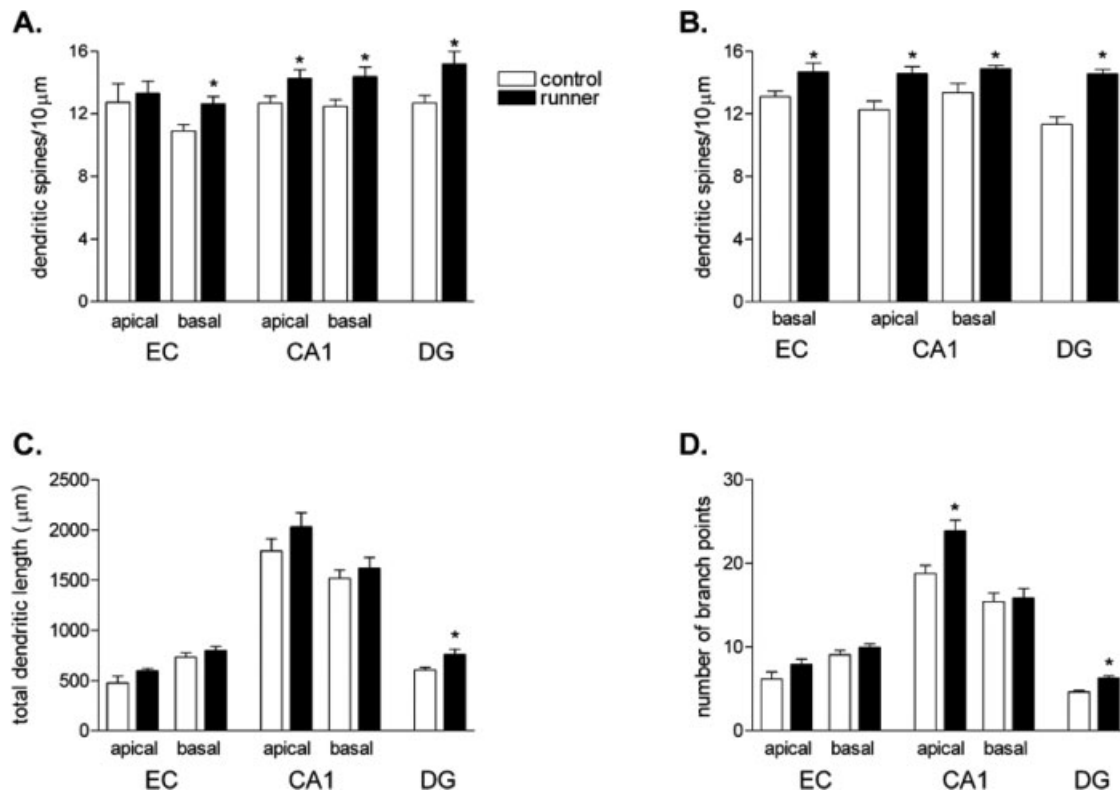 A.
dendritic spines/10μm
16
12
8
4
0
* * * *
apical basal apical basal
EC CA1 DG
control
runner
B.
dendritic spines/10μm
16
12
8
4
0
* * * *
basal apical basal
EC CA1 DG
C.
total dendritic length ( μm)
2500
2000
1500
1000
500
0
*
apical basal apical basal
EC CA1 DG
D.
number of branch points
30
20
10
0
* *
apical basal apical basal
EC CA1 DG